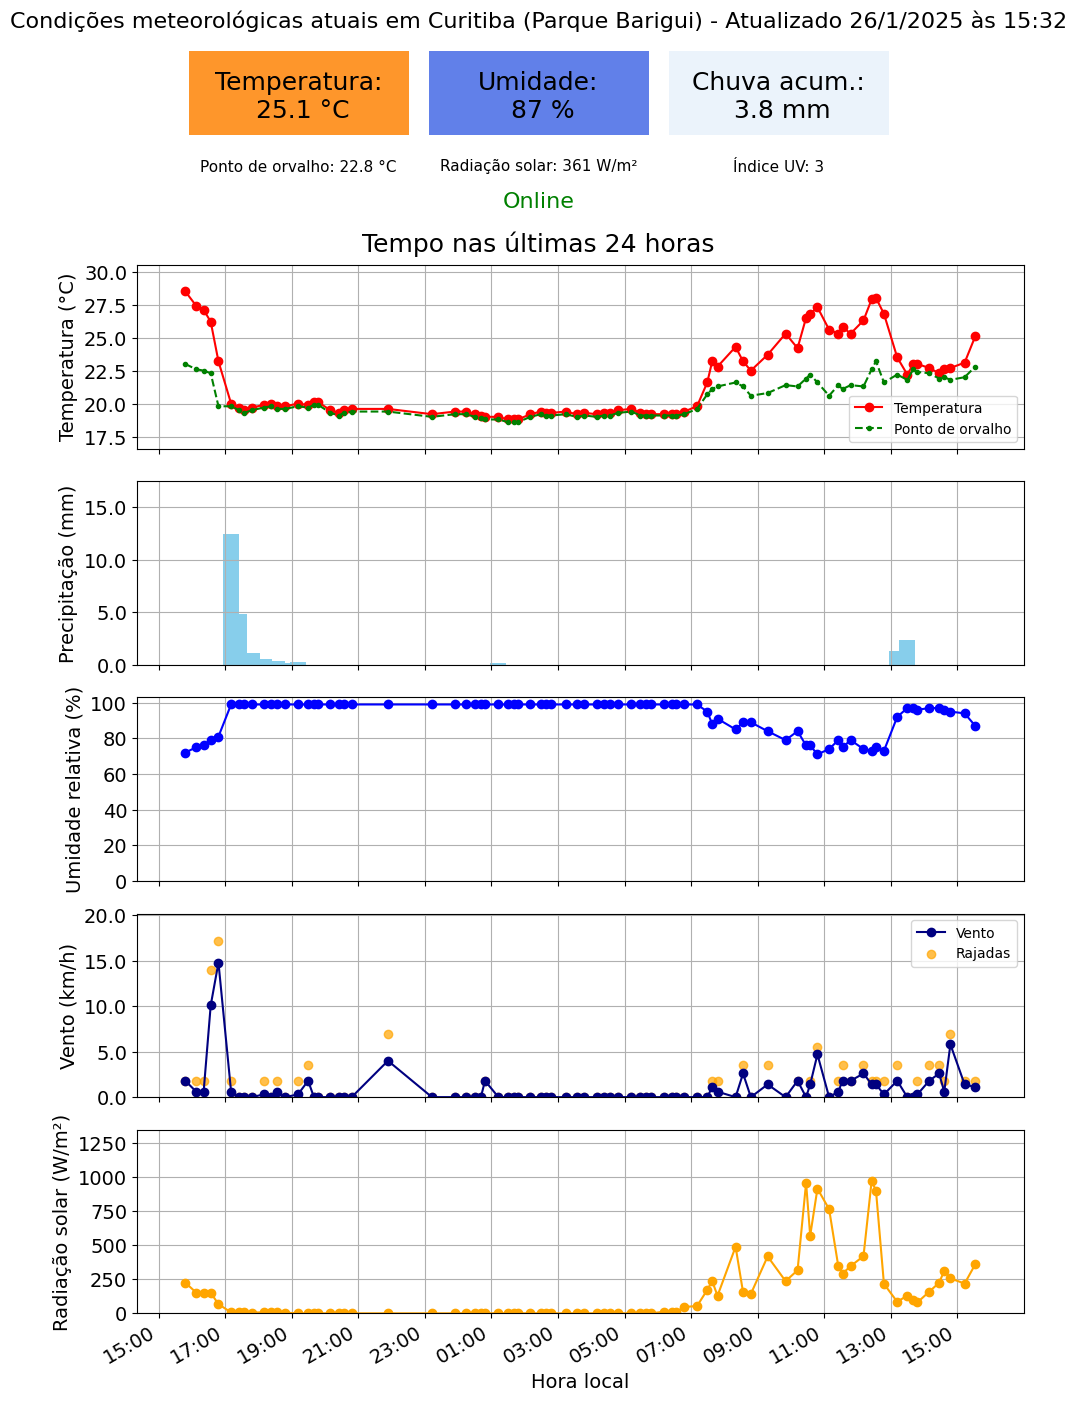 Condições meteorológicas atuais em Curitiba (Parque Barigui) - Atualizado 26/1/2025 às 15:32
Temperatura:
25.1 °C
Umidade:
87 %
Chuva acum.:
3.8 mm
Ponto de orvalho: 22.8 °C
Radiação solar: 361 W/m²
Índice UV: 3
Online
Tempo nas últimas 24 horas
Temperatura (°C)
30.0
27.5
25.0
22.5
20.0
17.5
Temperatura
Ponto de orvalho
Precipitação (mm)
15.0
10.0
5.0
0.0
Umidade relativa (%)
100
80
60
40
20
0
Vento (km/h)
20.0
15.0
10.0
5.0
0.0
Vento
Rajadas
Radiação solar (W/m²)
1250
1000
750
500
250
0
15:00
17:00
19:00
21:00
23:00
01:00
03:00
05:00
07:00
09:00
11:00
13:00
15:00
Hora local